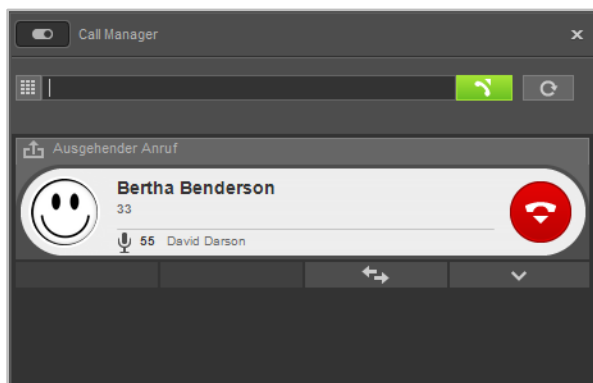 Call Manager
Ausgehender Anruf
Bertha Benderson
33
55 David Darson